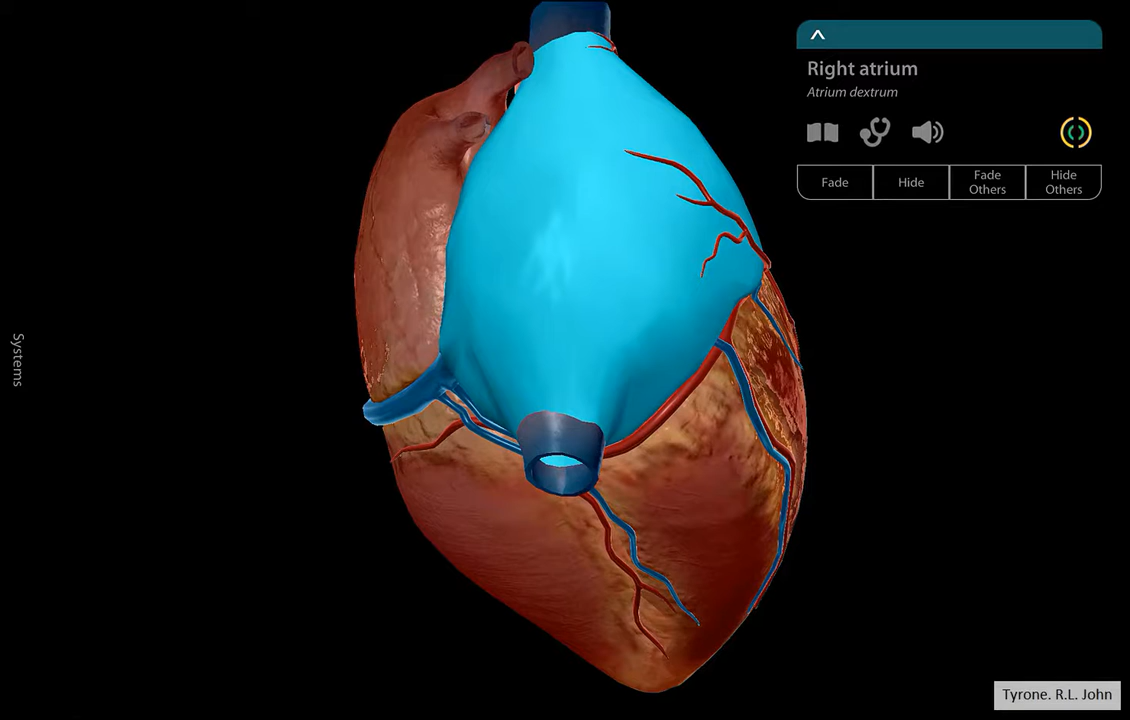 Right atrium
Atrium dextrum
Fade
Hide
Fade
Others
Hide
Others
Systems
Tyrone. R.L. John